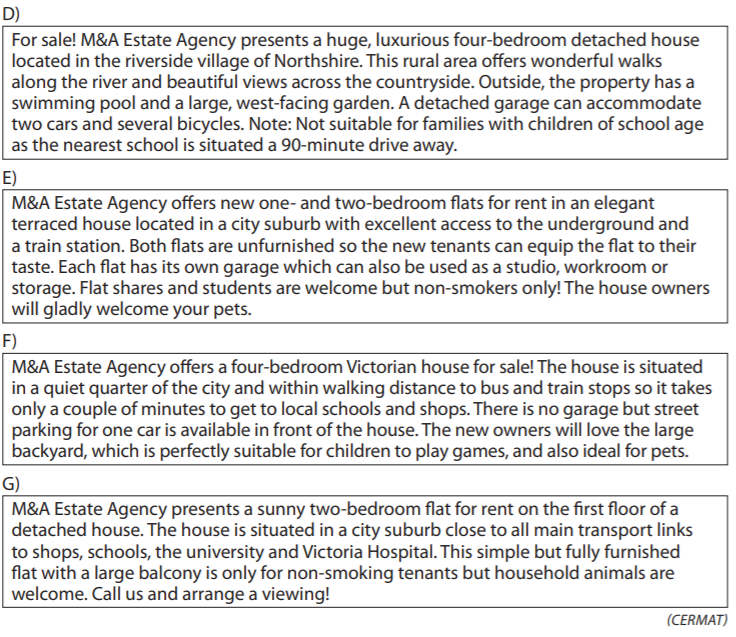 D)
For sale! M&A Estate Agency presents a huge, luxurious four-bedroom detached house
located in the riverside village of Northshire. This rural area offers wonderful walks
along the river and beautiful views across the countryside. Outside, the property has a
swimming pool and a large, west-facing garden. A detached garage can accommodate
two cars and several bicycles. Note: Not suitable for families with children of school age
as the nearest school is situated a 90-minute drive away.
E)
M&A Estate Agency offers new one- and two-bedroom flats for rent in an elegant
terraced house located in a city suburb with excellent access to the underground and
a train station. Both flats are unfurnished so the new tenants can equip the flat to their
taste. Each flat has its own garage which can also be used as a studio, workroom or
storage. Flat shares and students are welcome but non-smokers only! The house owners
will gladly welcome your pets.
F)
M&A Estate Agency offers a four-bedroom Victorian house for sale! The house is situated
in a quiet quarter of the city and within walking distance to bus and train stops so it takes
only a couple of minutes to get to local schools and shops. There is no garage but street
parking for one car is available in front of the house. The new owners will love the large
backyard, which is perfectly suitable for children to play games, and also ideal for pets.
G)
M&A Estate Agency presents a sunny two-bedroom flat for rent on the first floor of a
detached house. The house is situated in a city suburb close to all main transport links
to shops, schools, the university and Victoria Hospital. This simple but fully furnished
flat with a large balcony is only for non-smoking tenants but household animals are
welcome. Call us and arrange a viewing!
(CERMAT)